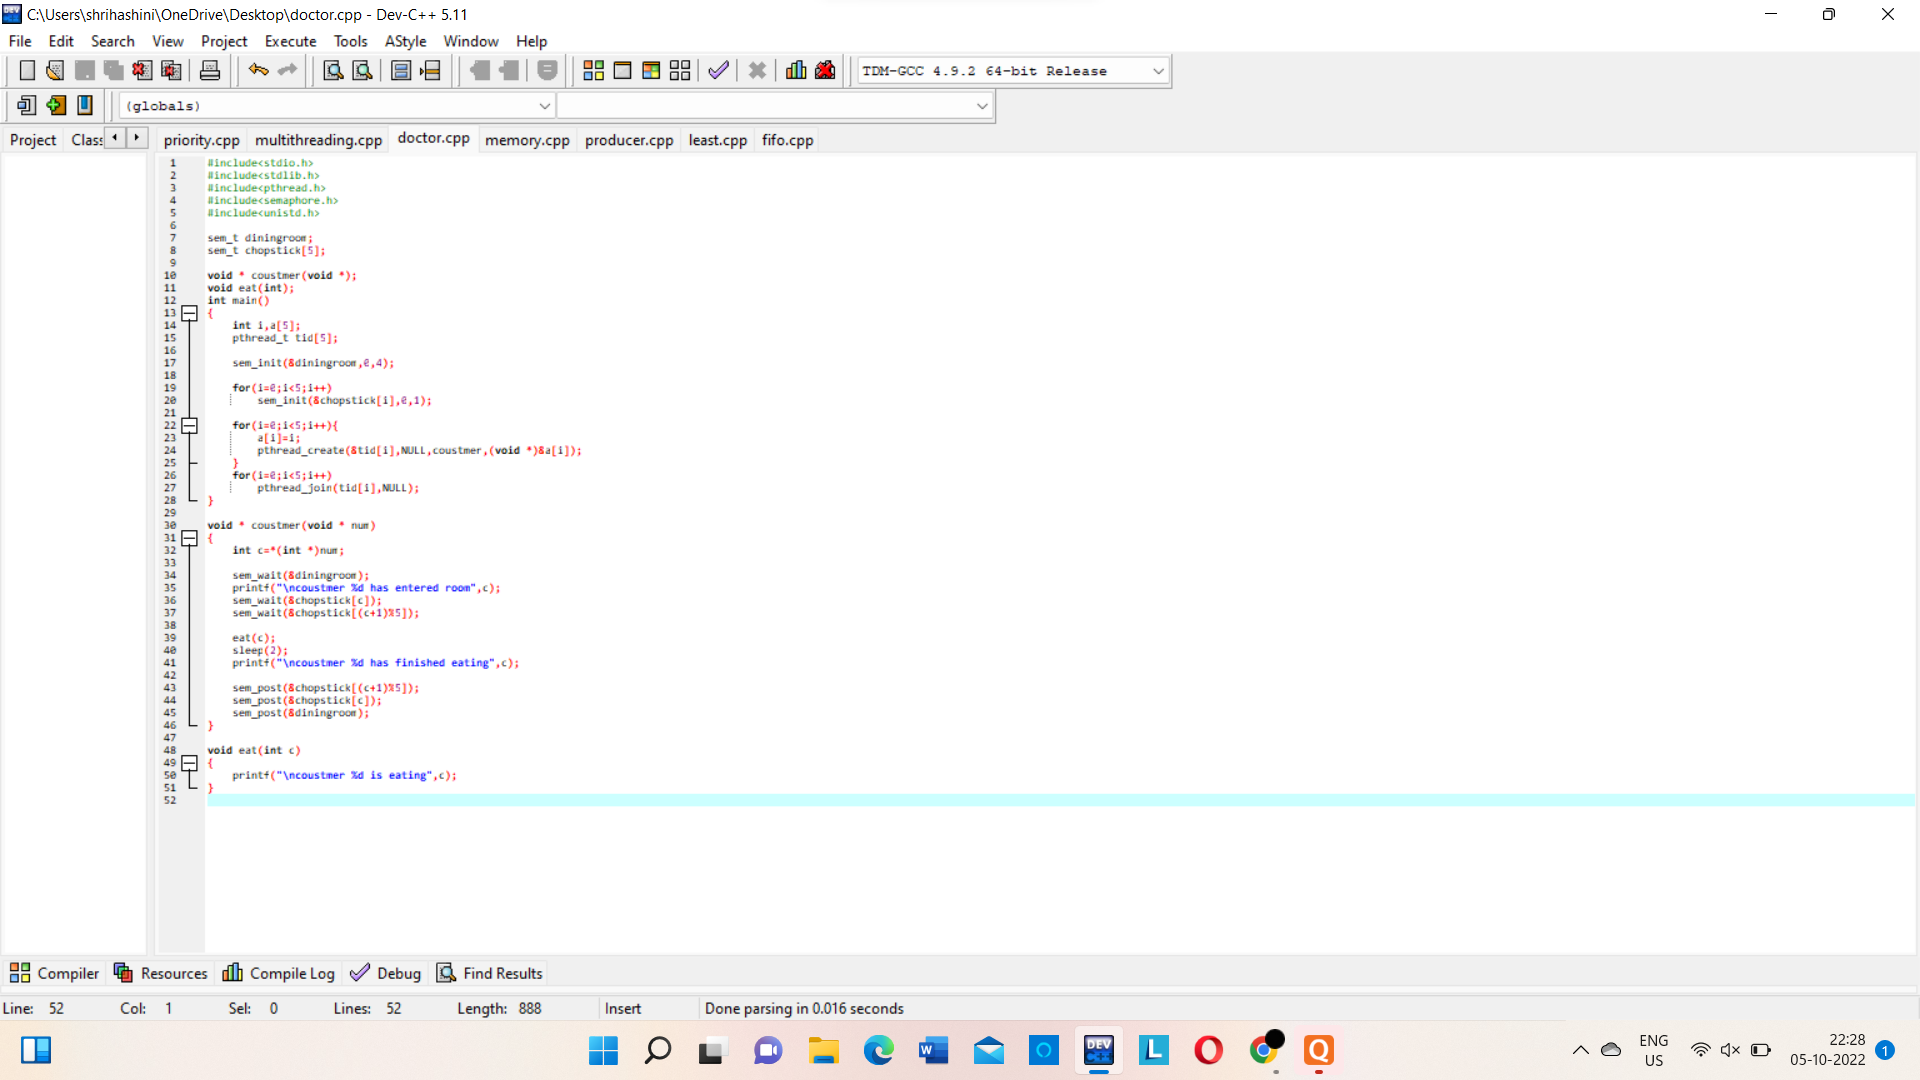 C:\Users\shrihashini\OneDrive\Desktop\doctor.cpp - Dev-C++ 5.11
File Edit Search View Project Execute Tools AStyle Window Help
TDM-GCC 4.9.2 64-bit Release
(globals)
Project Class priority.cpp multithreading.cpp doctor.cpp memory.cpp producer.cpp least.cpp fifo.cpp
1 #include<stdio.h>
2 #include<stdlib.h>
3 #include<pthread.h>
4 #include<semaphore.h>
5 #include<unistd.h>
6
7 sem_t diningroom;
8 sem_t chopstick[5];
9
10 void * coustmer(void *);
11 void eat(int);
12 int main()
13 {
14 int i,a[5];
15 pthread_t tid[5];
16
17 sem_init(&diningroom,0,4);
18
19 for(i=0;i<5;i++)
20 sem_init(&chopstick[i],0,1);
21
22 for(i=0;i<5;i++){
23 a[i]=i;
24 pthread_create(&tid[i],NULL,coustmer,(void *)&a[i]);
25 }
26 for(i=0;i<5;i++)
27 pthread_join(tid[i],NULL);
28 }
29
30 void * coustmer(void * num)
31 {
32 int c=*(int *)num;
33
34 sem_wait(&diningroom);
35 printf("\ncoustmer %d has entered room",c);
36 sem_wait(&chopstick[c]);
37 sem_wait(&chopstick[(c+1)%5]);
38
39 eat(c);
40 sleep(2);
41 printf("\ncoustmer %d has finished eating",c);
42
43 sem_post(&chopstick[(c+1)%5]);
44 sem_post(&chopstick[c]);
45 sem_post(&diningroom);
46 }
47
48 void eat(int c)
49 {
50 printf("\ncoustmer %d is eating",c);
51 }
52
Compiler Resources Compile Log Debug Find Results
Line: 52 Col: 1 Sel: 0 Lines: 52 Length: 888 Insert Done parsing in 0.016 seconds
ENG
US
22:28
05-10-2022
1